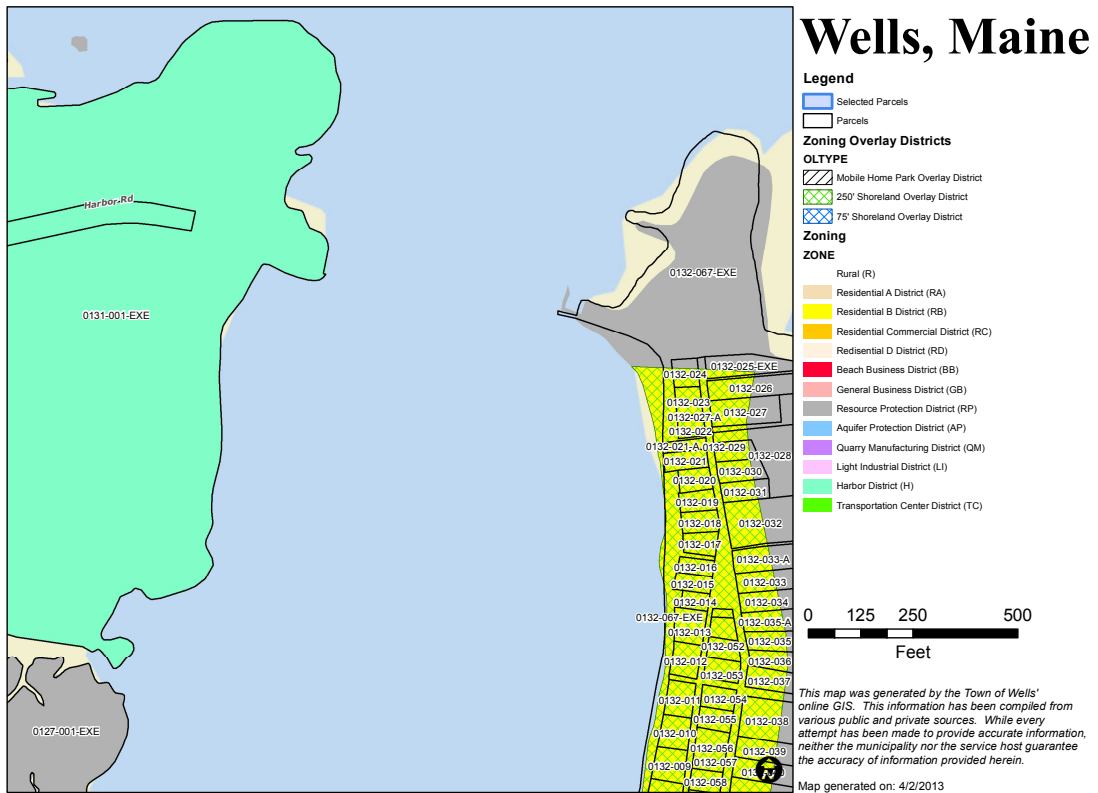 Wells, Maine
Legend
Selected Parcels
Parcels
Zoning Overlay Districts
OLTYPE
Mobile Home Park Overlay District
250' Shoreland Overlay District
75' Shoreland Overlay District
Zoning
ZONE
Rural (R)
Residential A District (RA)
Residential B District (RB)
Residential Commercial District (RC)
Redisential D District (RD)
Beach Business District (BB)
General Business District (GB)
Resource Protection District (RP)
Aquifer Protection District (AP)
Quarry Manufacturing District (QM)
Light Industrial District (LI)
Harbor District (H)
Transportation Center District (TC)
0 125 250 500
Feet
This map was generated by the Town of Wells'
online GIS. This information has been compiled from
various public and private sources. While every
attempt has been made to provide accurate information,
neither the municipality nor the service host guarantee
the accuracy of information provided herein.
Map generated on: 4/2/2013
Harbor Rd
0131-001-EXE
0127-001-EXE
0132-067-EXE
0132-025-EXE
0132-024
0132-026
0132-023
0132-027
0132-027-A
0132-022
0132-021-A
0132-029
0132-028
0132-021
0132-030
0132-020
0132-031
0132-019
0132-018
0132-032
0132-017
0132-033-A
0132-016
0132-033
0132-015
0132-014
0132-034
0132-067-EXE
0132-035-A
0132-013
0132-035
0132-052
0132-012
0132-036
0132-053
0132-037
0132-011
0132-054
0132-055
0132-038
0132-010
0132-056
0132-039
0132-009
0132-057
0132-058